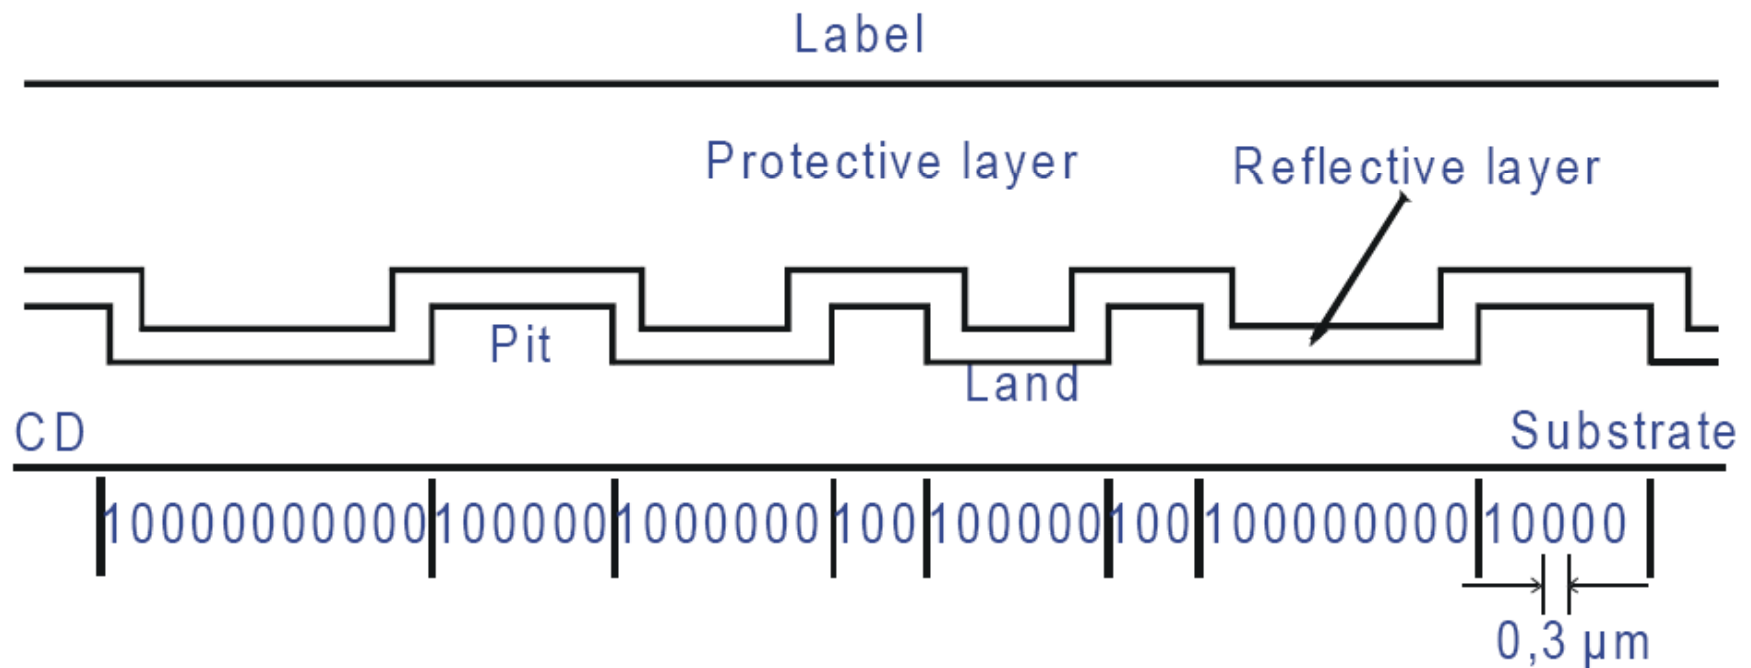 Label
Protective layer
Reflective layer
Pit
Land
CD
Substrate
10000000000 100000 1000000 100 100000 100 100000000 10000
0,3 µm